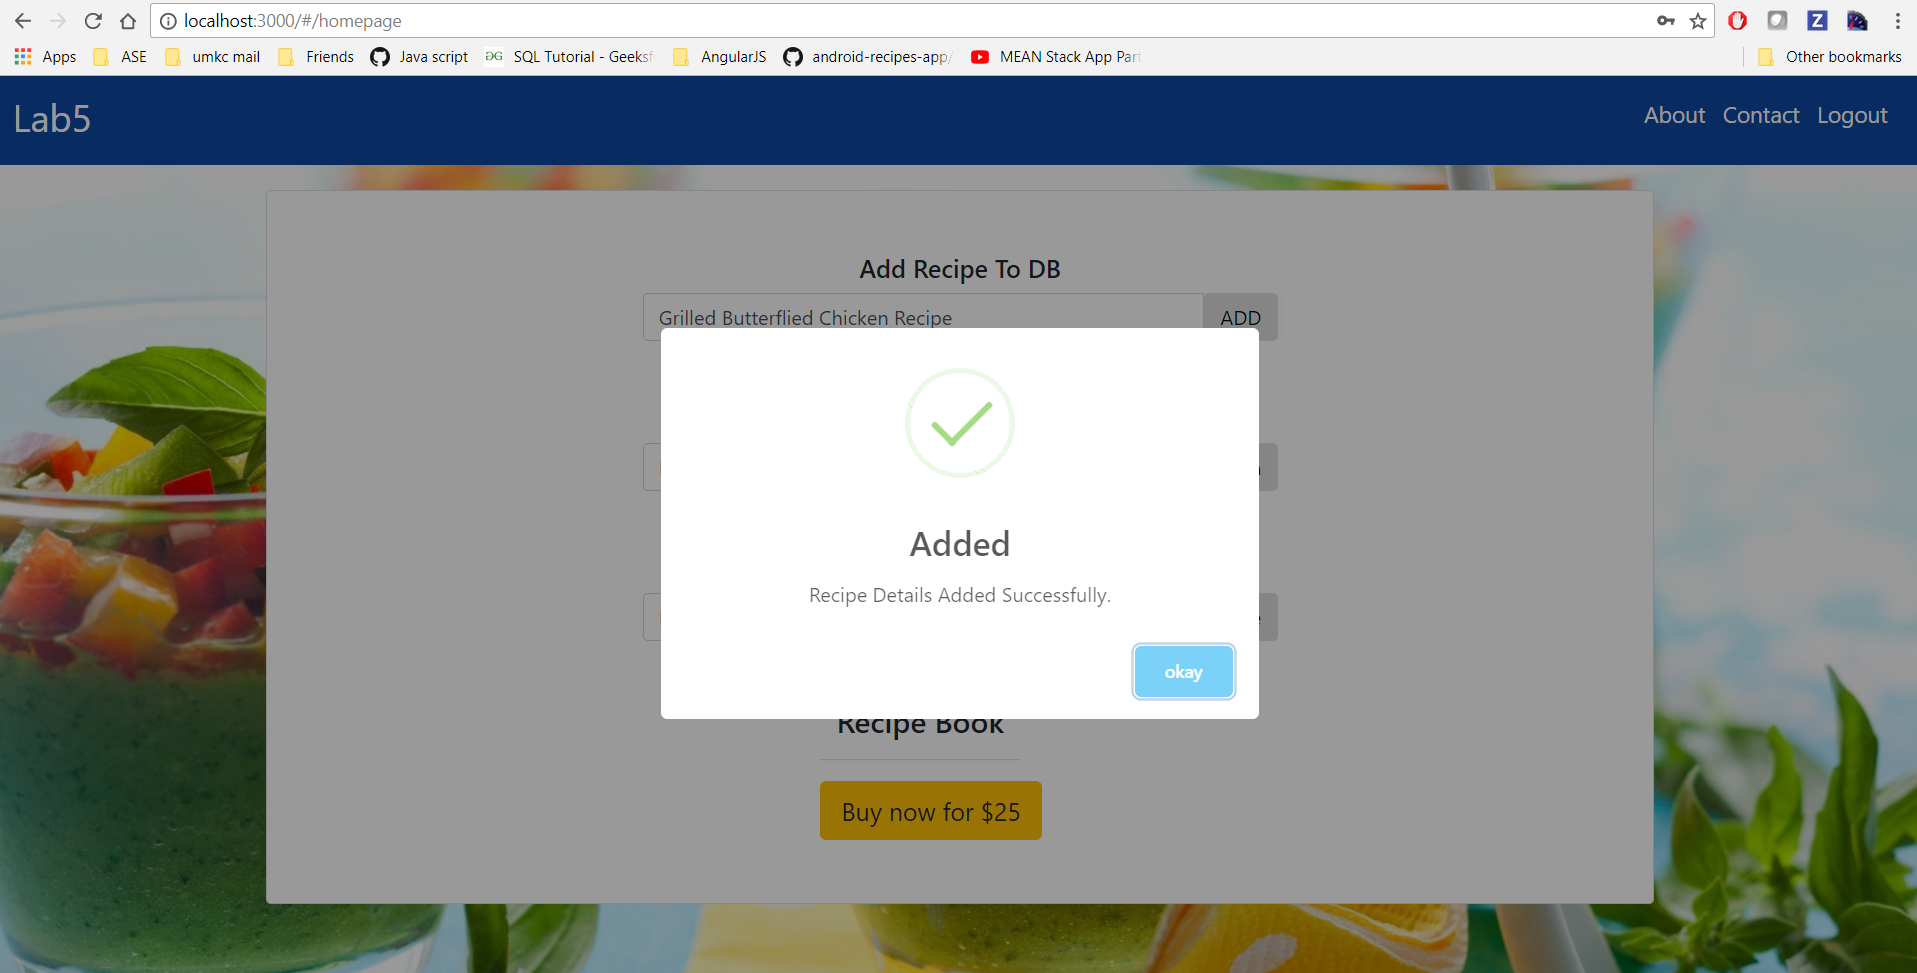 localhost:3000/#/homepage
Apps ASE umkc mail Friends Java script SQL Tutorial - Geeksf AngularJS android-recipes-app/ MEAN Stack App Part Other bookmarks
Lab5 About Contact Logout
Add Recipe To DB
Grilled Butterflied Chicken Recipe ADD
Added
Recipe Details Added Successfully.
okay
Recipe Book
Buy now for $25